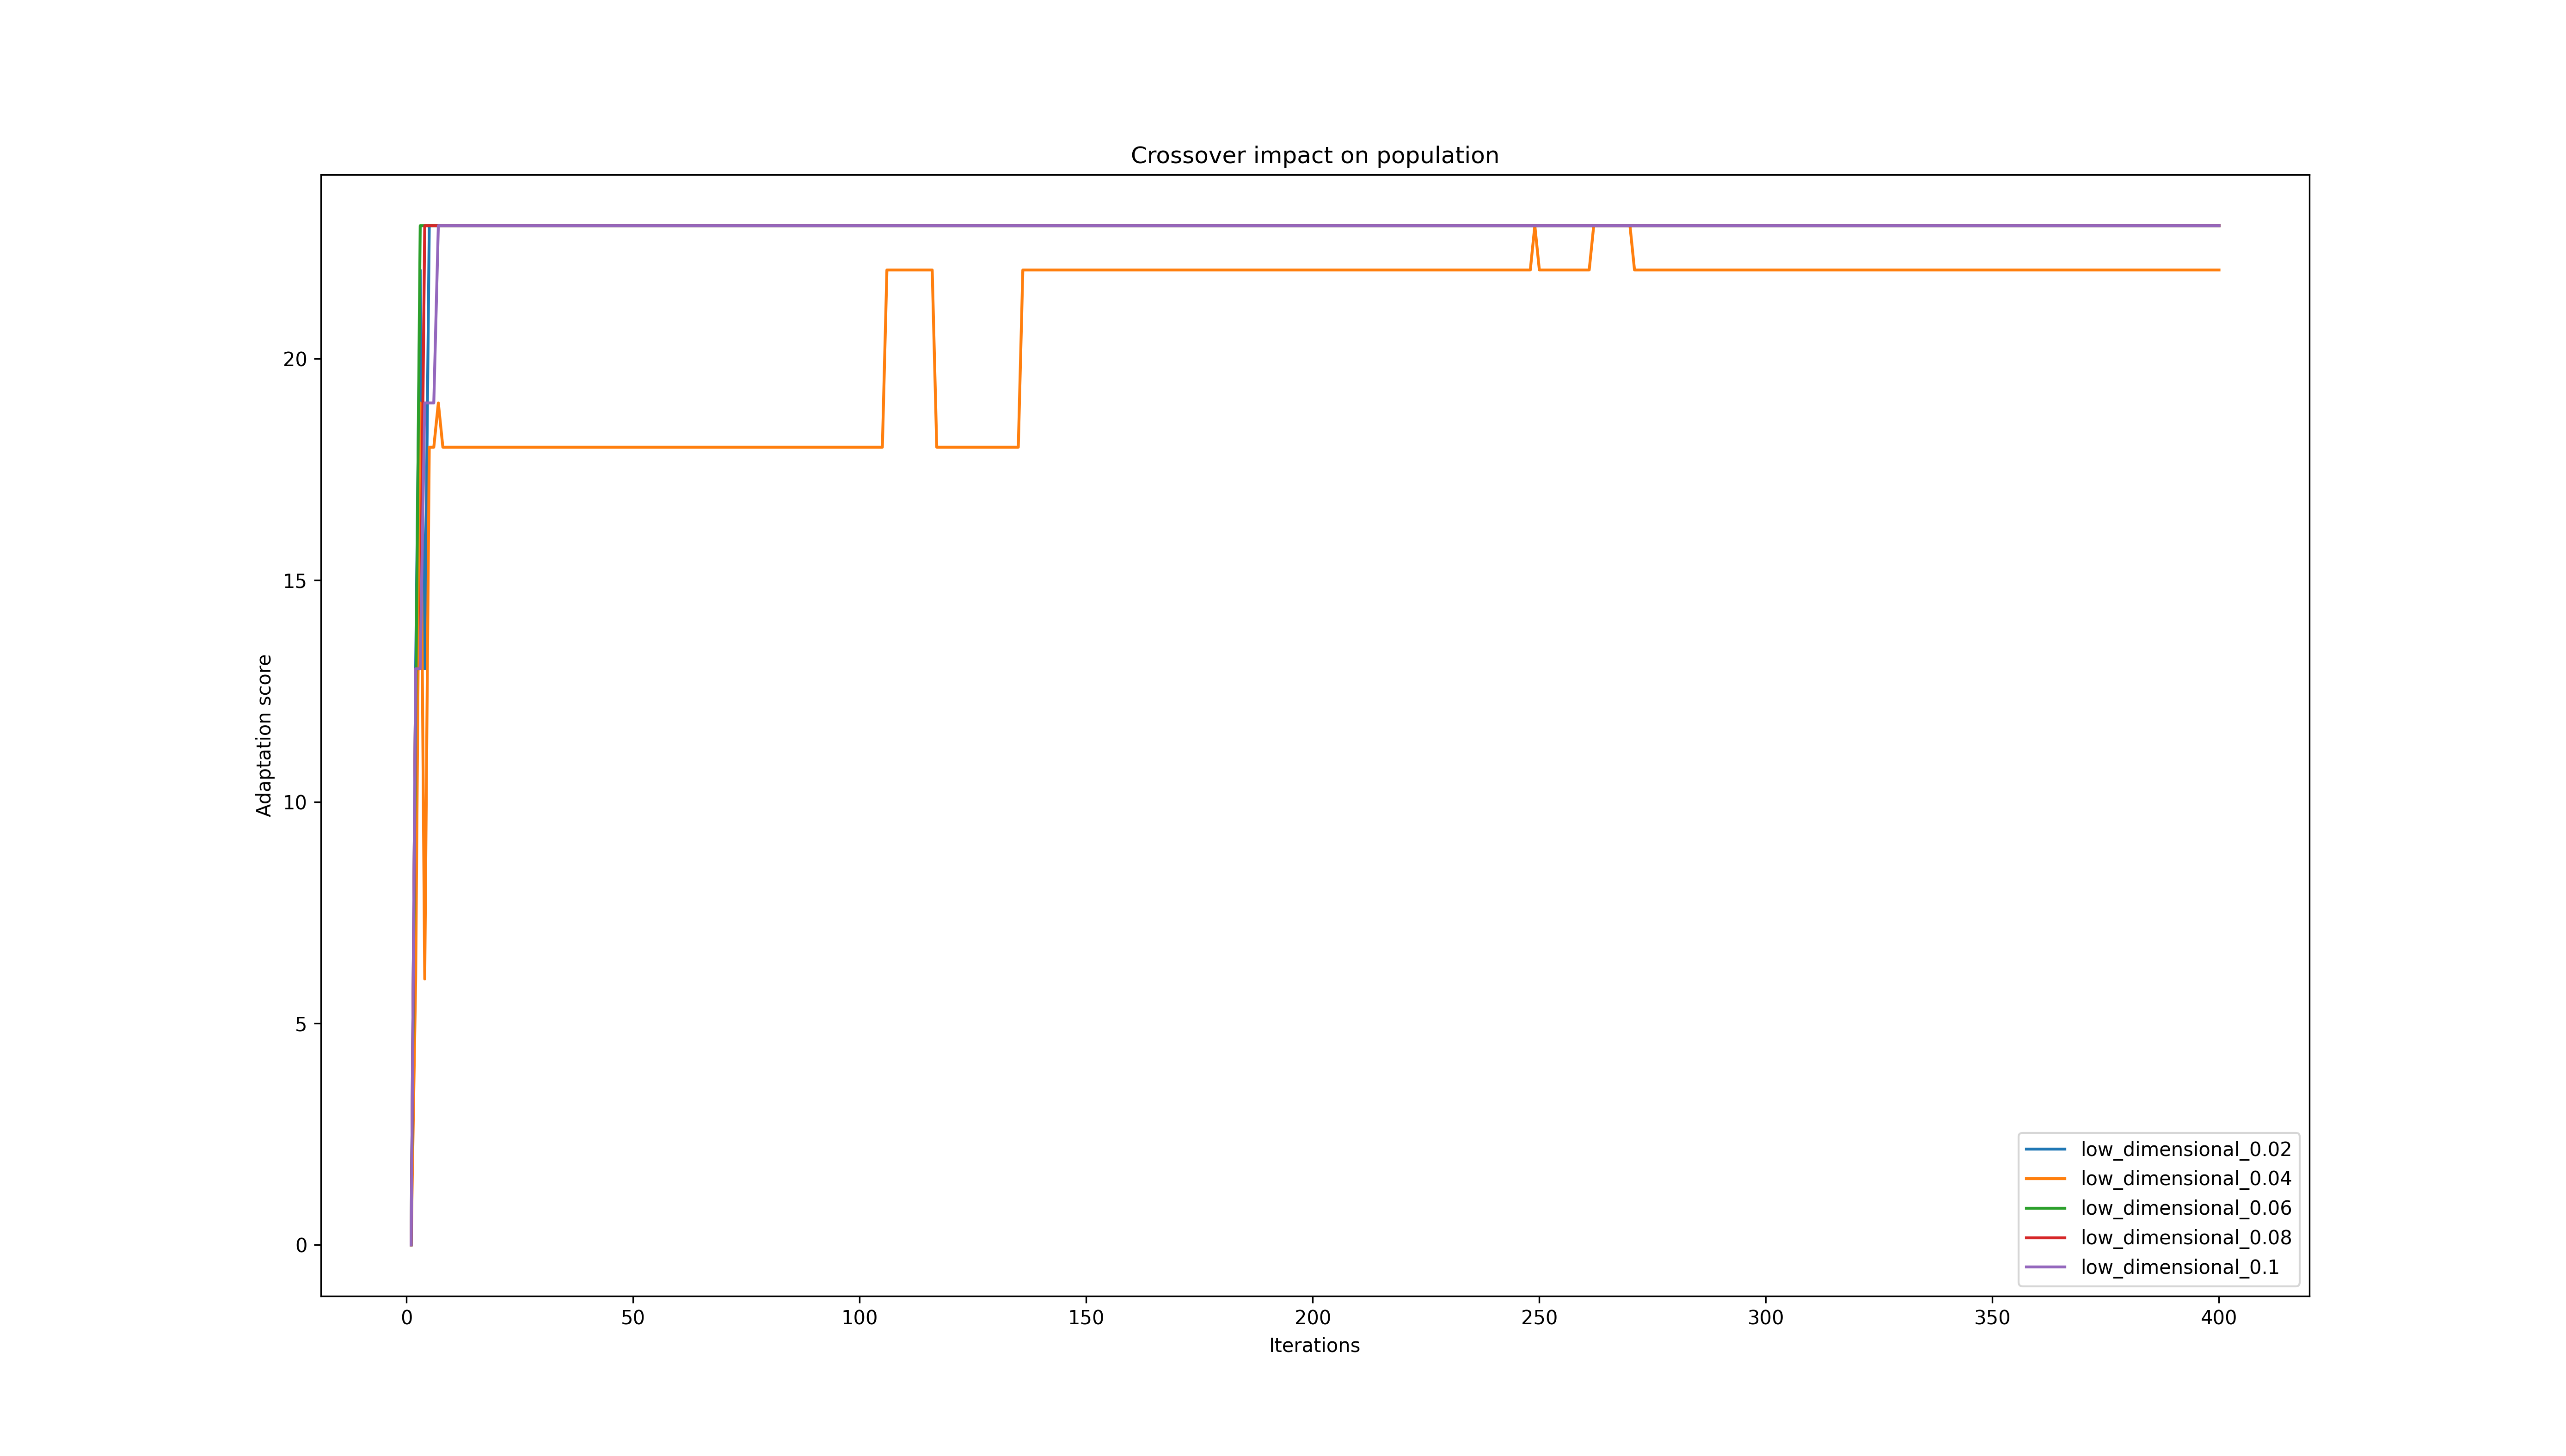 Crossover impact on population
Adaptation score
20
15
10
5
0
0 50 100 150 200 250 300 350 400
Iterations
low_dimensional_0.02
low_dimensional_0.04
low_dimensional_0.06
low_dimensional_0.08
low_dimensional_0.1